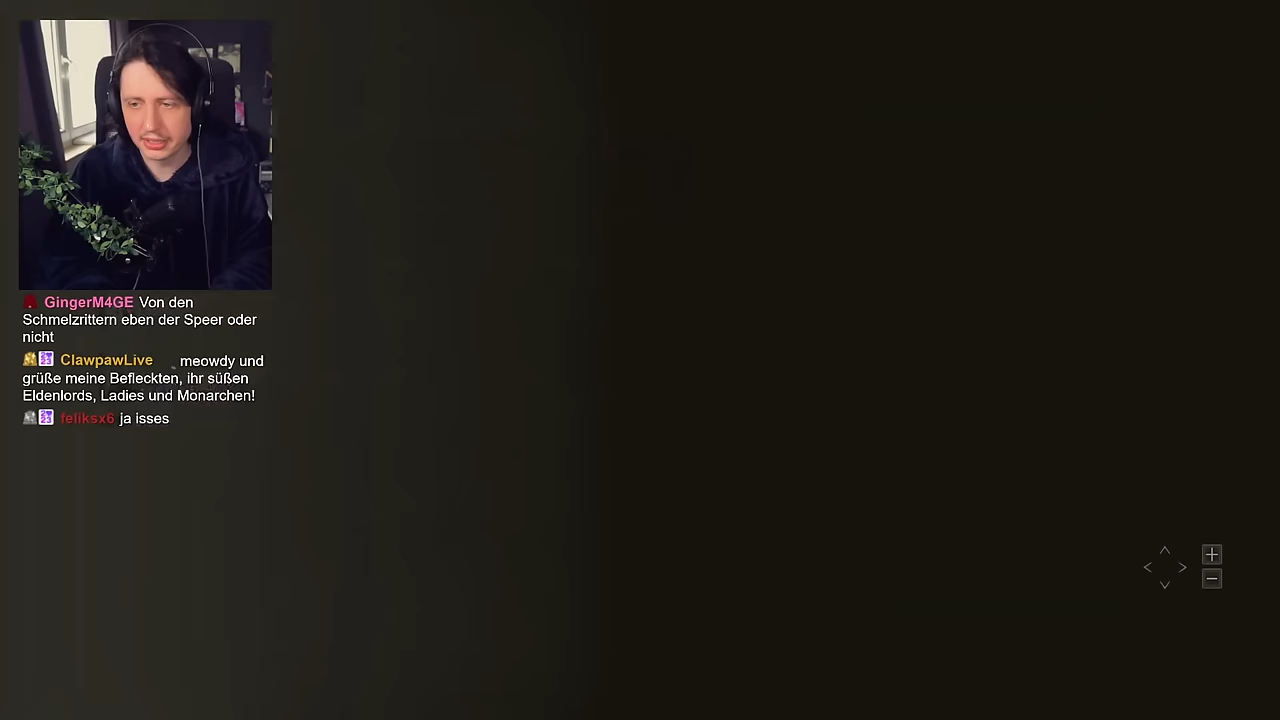 GingerM4GE Von den
Schmelzrittern eben der Speer oder
nicht
ClawpawLive meowdy und
grüße meine Befleckten, ihr süßen
Eldenlords, Ladies und Monarchen!
feliksx6 ja isses